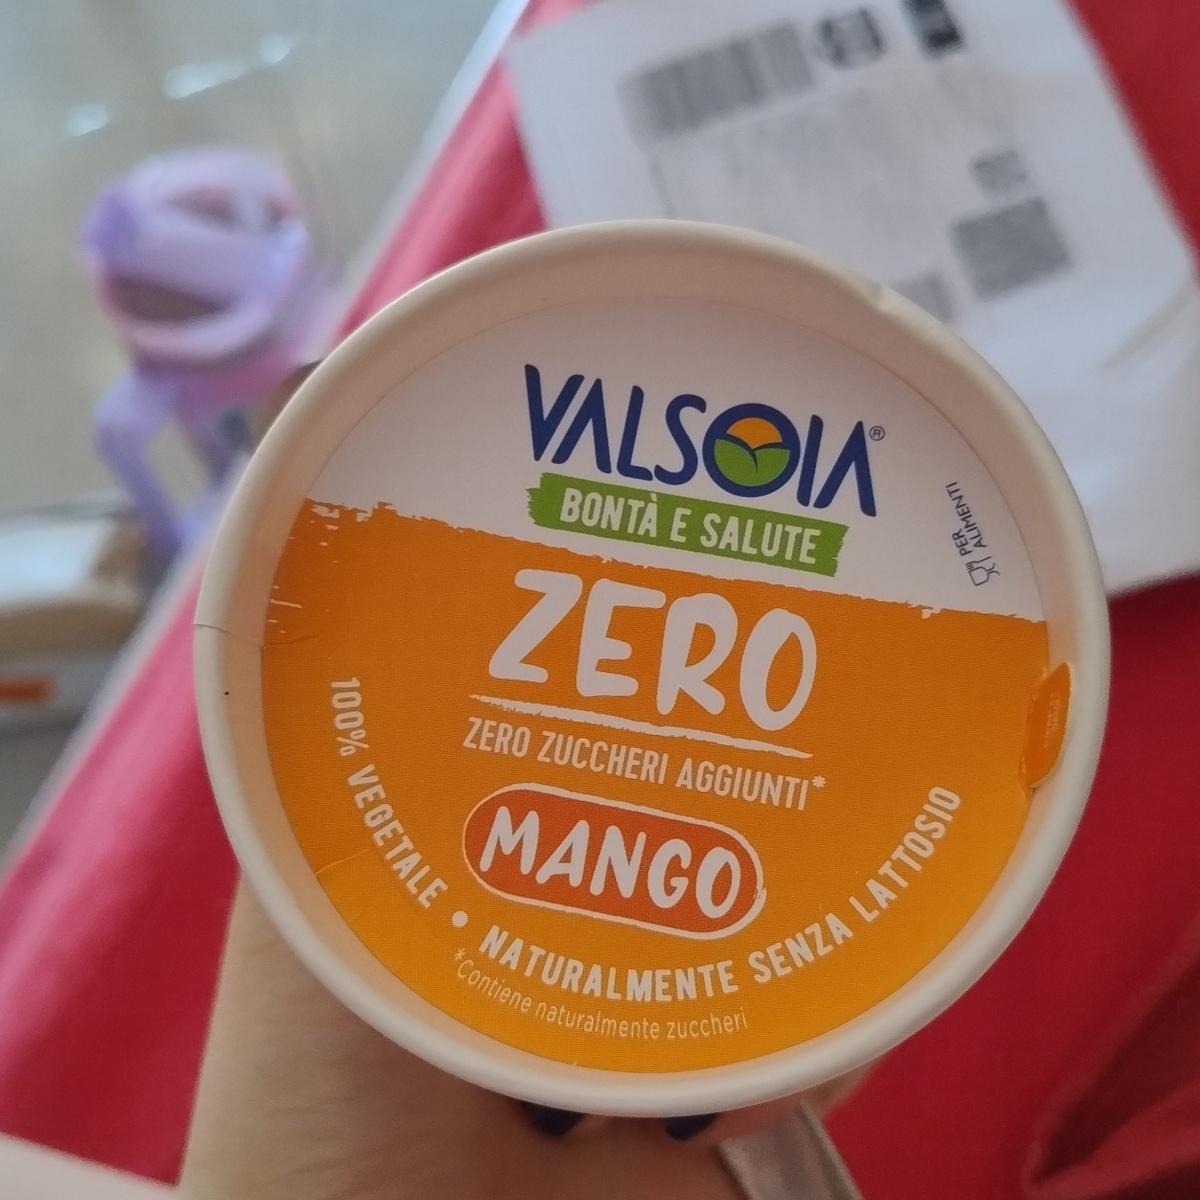 VALSOIA®
BONTÀ E SALUTE
PER
ALIMENTI
ZERO
ZERO ZUCCHERI AGGIUNTI*
MANGO
100% VEGETALE • NATURALMENTE SENZA LATTOSIO
*Contiene naturalmente zuccheri